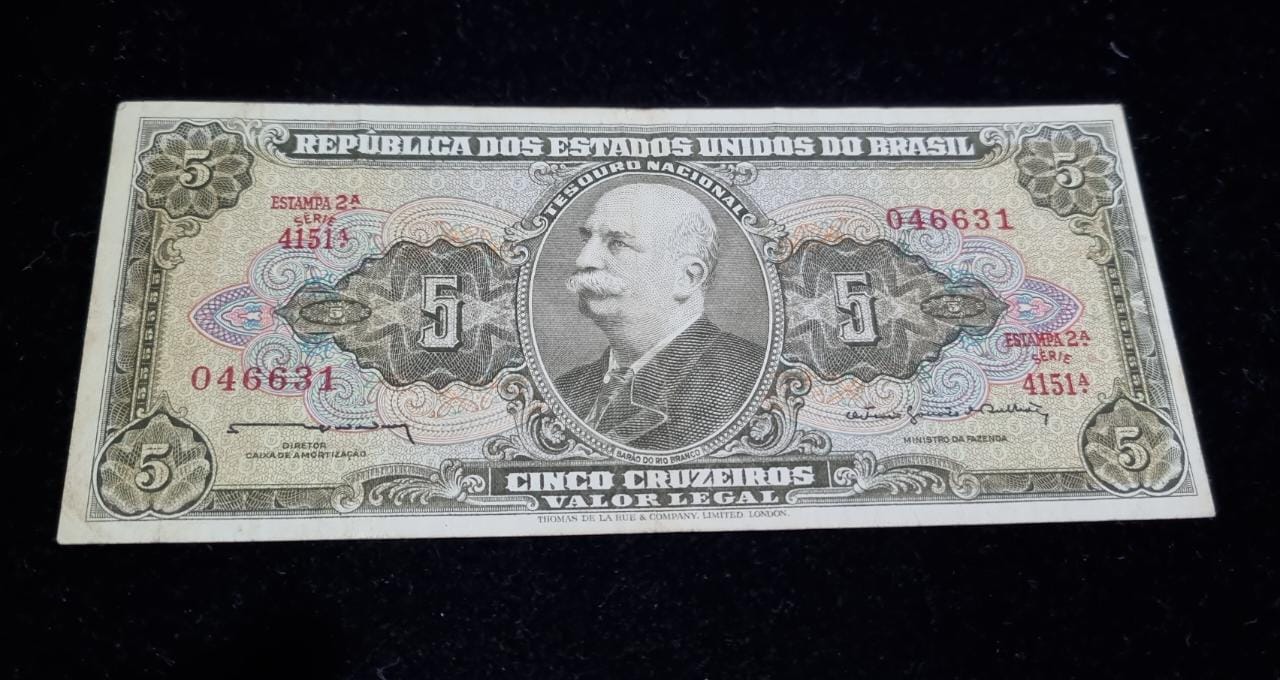 5
REPÚBLICA DOS ESTADOS UNIDOS DO BRASIL
5
TESOURO NACIONAL
ESTAMPA 2A
SÉRIE
4151A
046631
5
5
5
5
ESTAMPA 2A
SÉRIE
4151A
046631
DIRETOR
CAIXA DE AMORTIZAÇÃO
MINISTRO DA FAZENDA
BARÃO DO RIO BRANCO
5
CINCO CRUZEIROS
VALOR LEGAL
5
THOMAS DE LA RUE & COMPANY, LIMITED, LONDON.